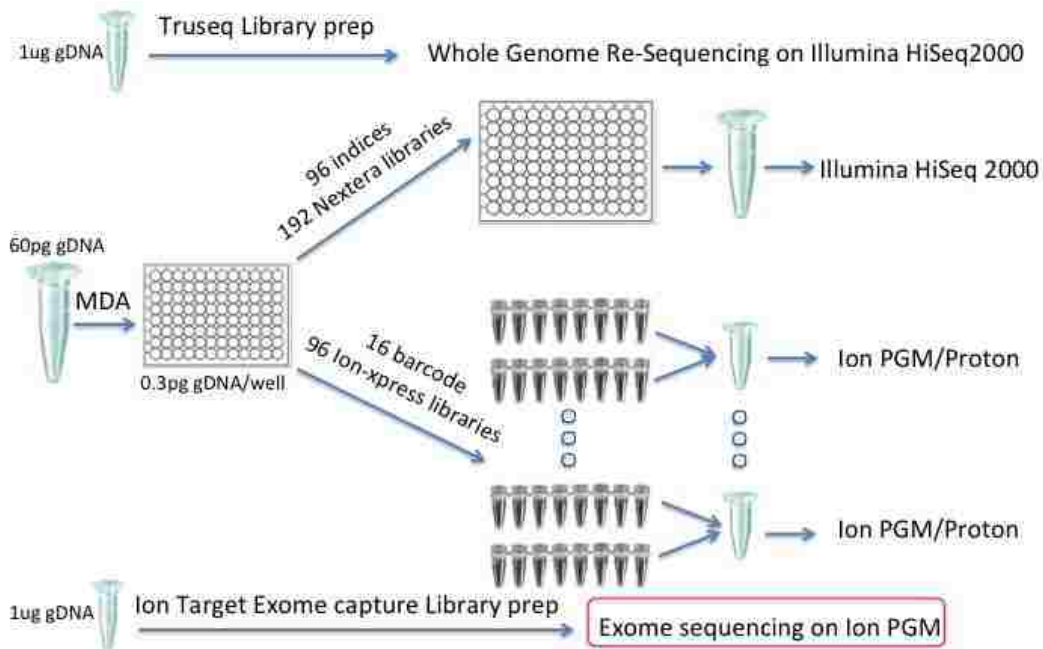 Truseq Library prep
1ug gDNA
Whole Genome Re-Sequencing on Illumina HiSeq2000
96 indices
192 Nextera libraries
Illumina HiSeq 2000
60pg gDNA
MDA
0.3pg gDNA/well
16 barcode
96 Ion-xpress libraries
Ion PGM/Proton
Ion PGM/Proton
1ug gDNA
Ion Target Exome capture Library prep
Exome sequencing on Ion PGM